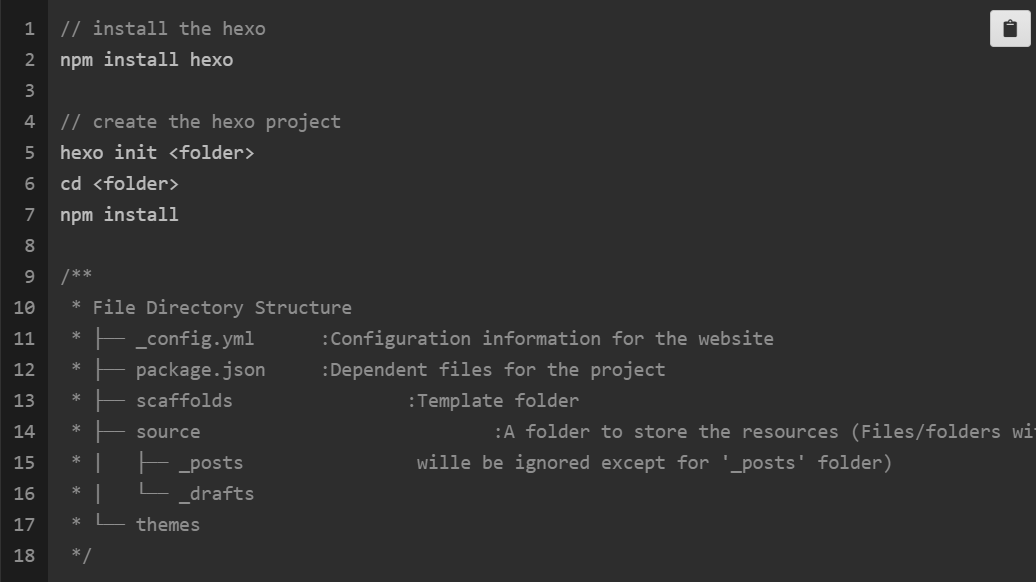 1 // install the hexo
2 npm install hexo
3
4 // create the hexo project
5 hexo init <folder>
6 cd <folder>
7 npm install
8
9 /**
10  * File Directory Structure
11  * ├── _config.yml      :Configuration information for the website
12  * ├── package.json     :Dependent files for the project
13  * ├── scaffolds                :Template folder
14  * ├── source                           :A folder to store the resources (Files/folders
15  * |   ├── _posts                wille be ignored except for '_posts' folder)
16  * |   └── _drafts
17  * └── themes
18  */